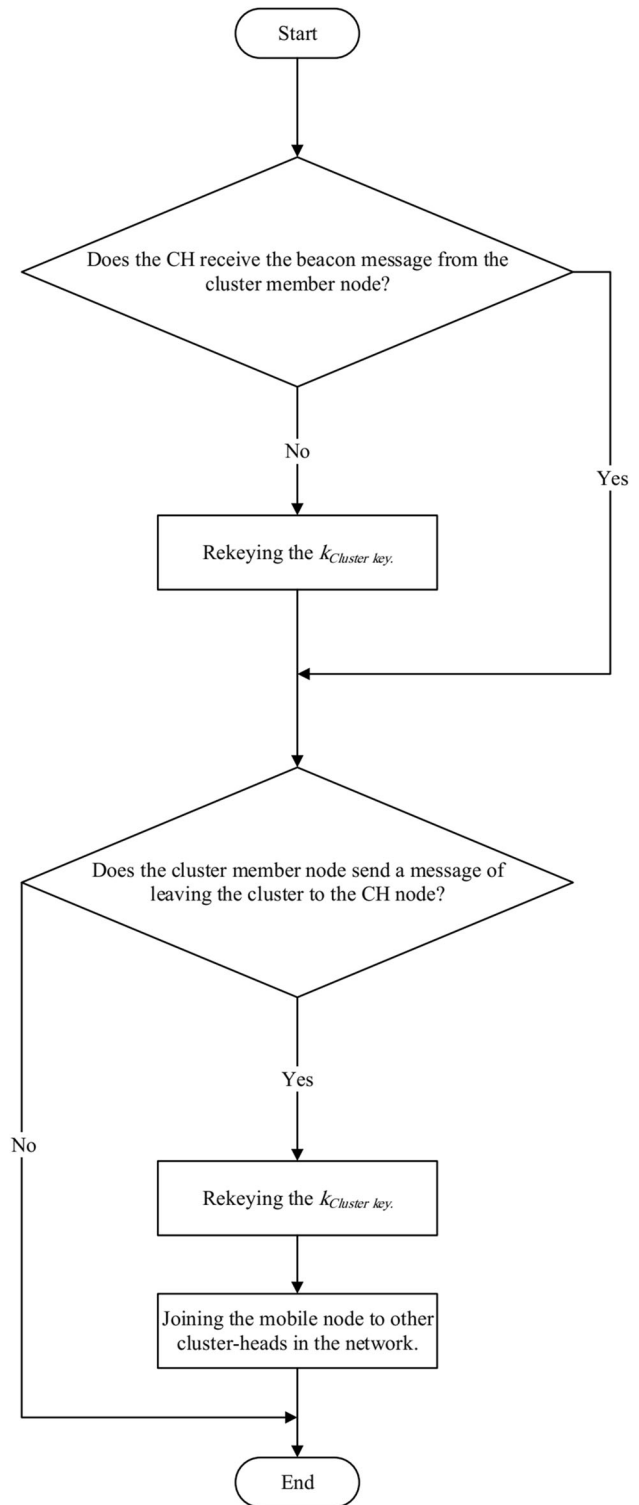 Start
Does the CH receive the beacon message from the
cluster member node?
No
Yes
Rekeying the kCluster key.
Does the cluster member node send a message of
leaving the cluster to the CH node?
Yes
No
Rekeying the kCluster key.
Joining the mobile node to other
cluster-heads in the network.
End